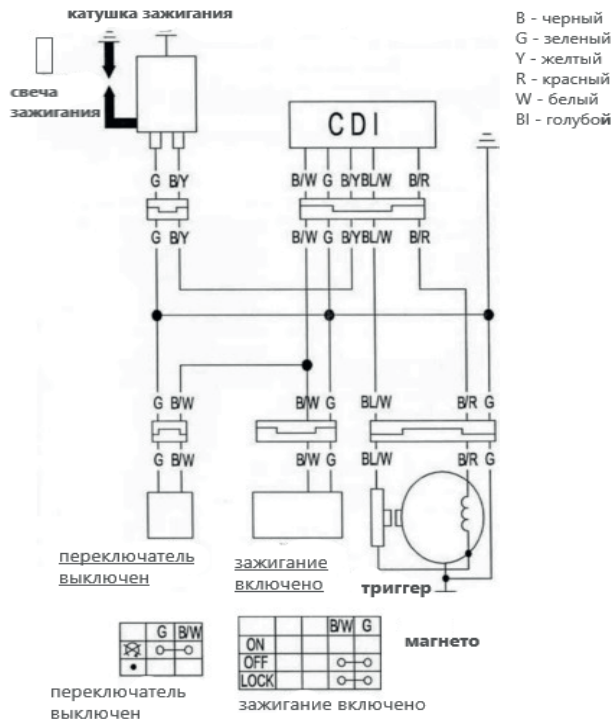 катушка зажигания
свеча
зажигания
B - черный
G - зеленый
Y - желтый
R - красный
W - белый
Bl - голубой
CDI
G B/Y
B/W G B/Y BL/W B/R
G B/Y
B/W G B/Y BL/W B/R
G B/W
B/W G
BL/W B/R G
G B/W
B/W G
BL/W B/R G
переключатель
выключен
зажигание
включено
триггер
магнето
G B/W
переключатель
выключен
B/W G
ON
OFF
LOCK
зажигание включено